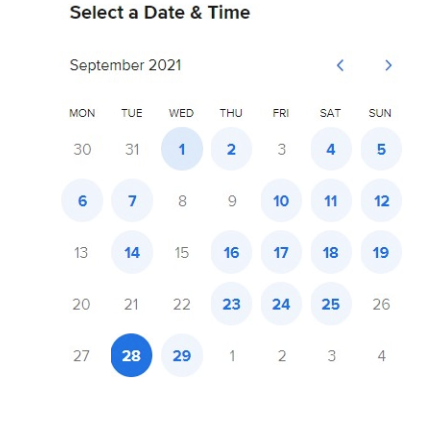 Select a Date & Time
September 2021
MON TUE WED THU FRI SAT SUN
30 31 1 2 3 4 5
6 7 8 9 10 11 12
13 14 15 16 17 18 19
20 21 22 23 24 25 26
27 28 29 1 2 3 4